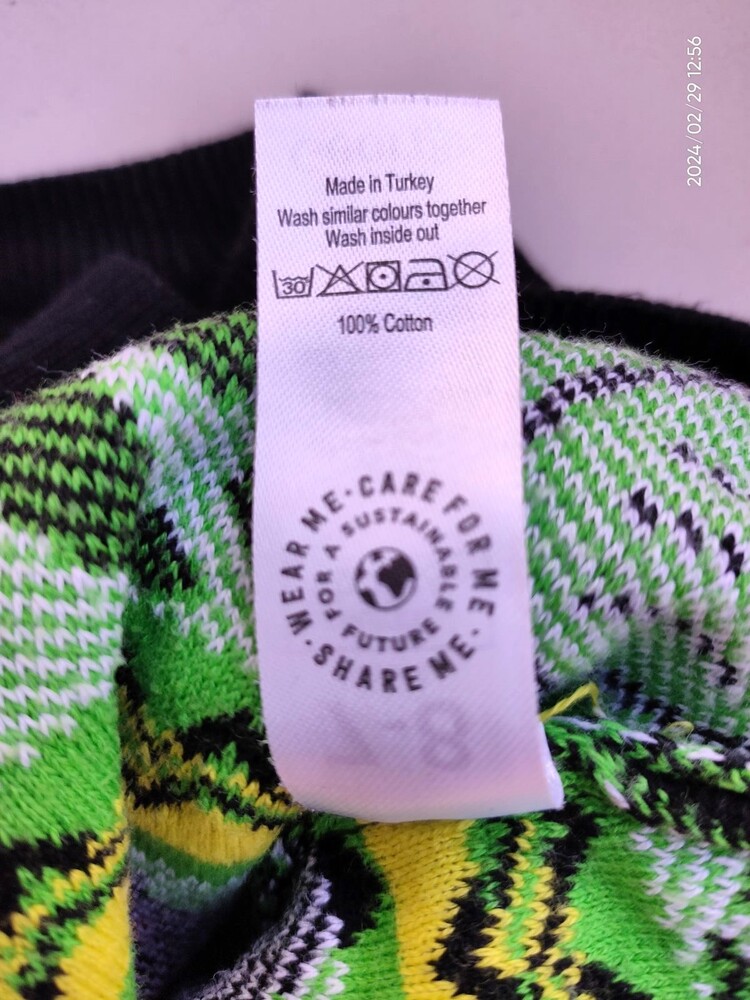 2024/02/29 12:56
Made in Turkey
Wash similar colours together
Wash inside out
30
100% Cotton
WEAR ME · CARE FOR ME · SHARE ME ·
FOR A SUSTAINABLE FUTURE